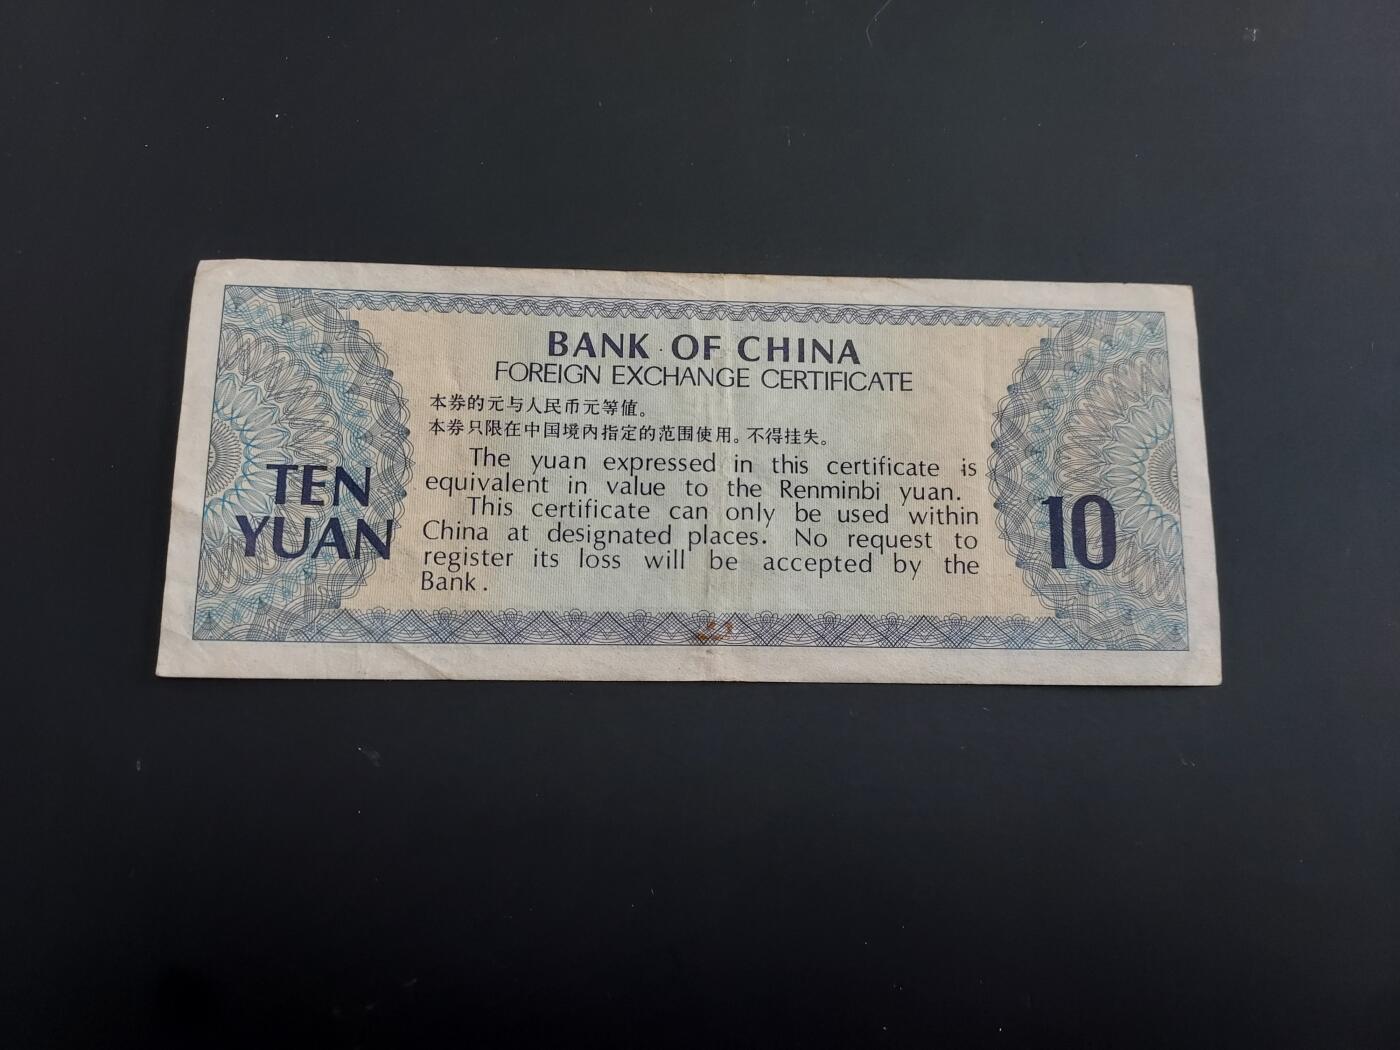 BANK OF CHINA
FOREIGN EXCHANGE CERTIFICATE
本券的元与人民币元等值。
本券只限在中国境内指定的范围使用。不得挂失。
The yuan expressed in this certificate is
equivalent in value to the Renminbi yuan.
This certificate can only be used within
China at designated places. No request to
register its loss will be accepted by the
Bank.
TEN
YUAN
10